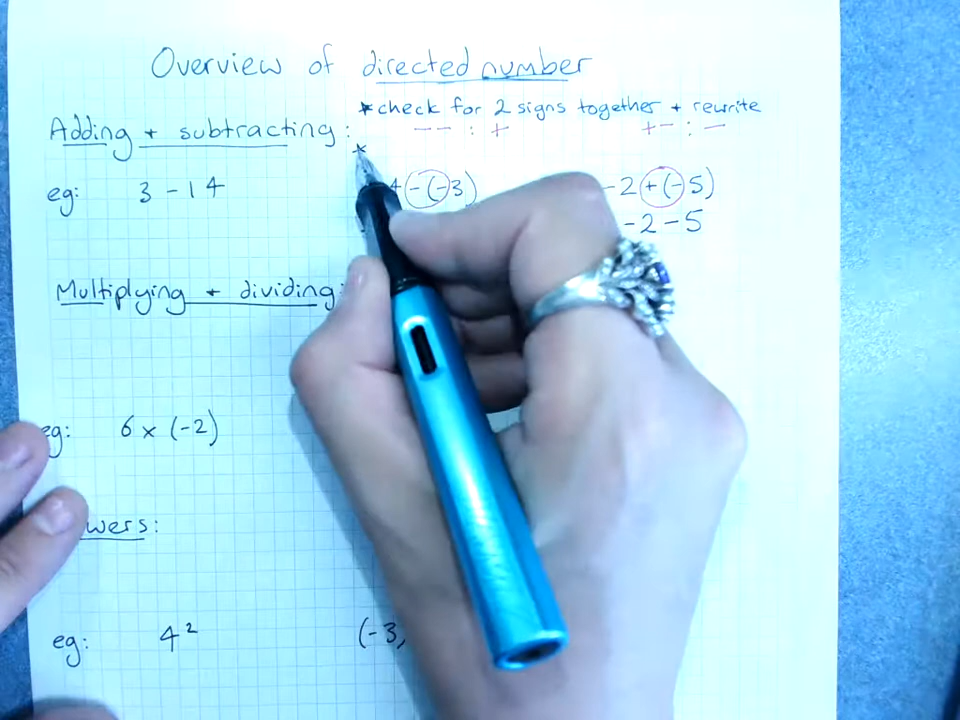 Overview of directed number
*check for 2 signs together + rewrite
Adding + subtracting:
-- : + +- : -
*
eg: 3 - 14 4-(-3) -2+(-5)
-2-5
Multiplying + dividing:
eg: 6 × (-2)
wers:
eg: 4² (-3)